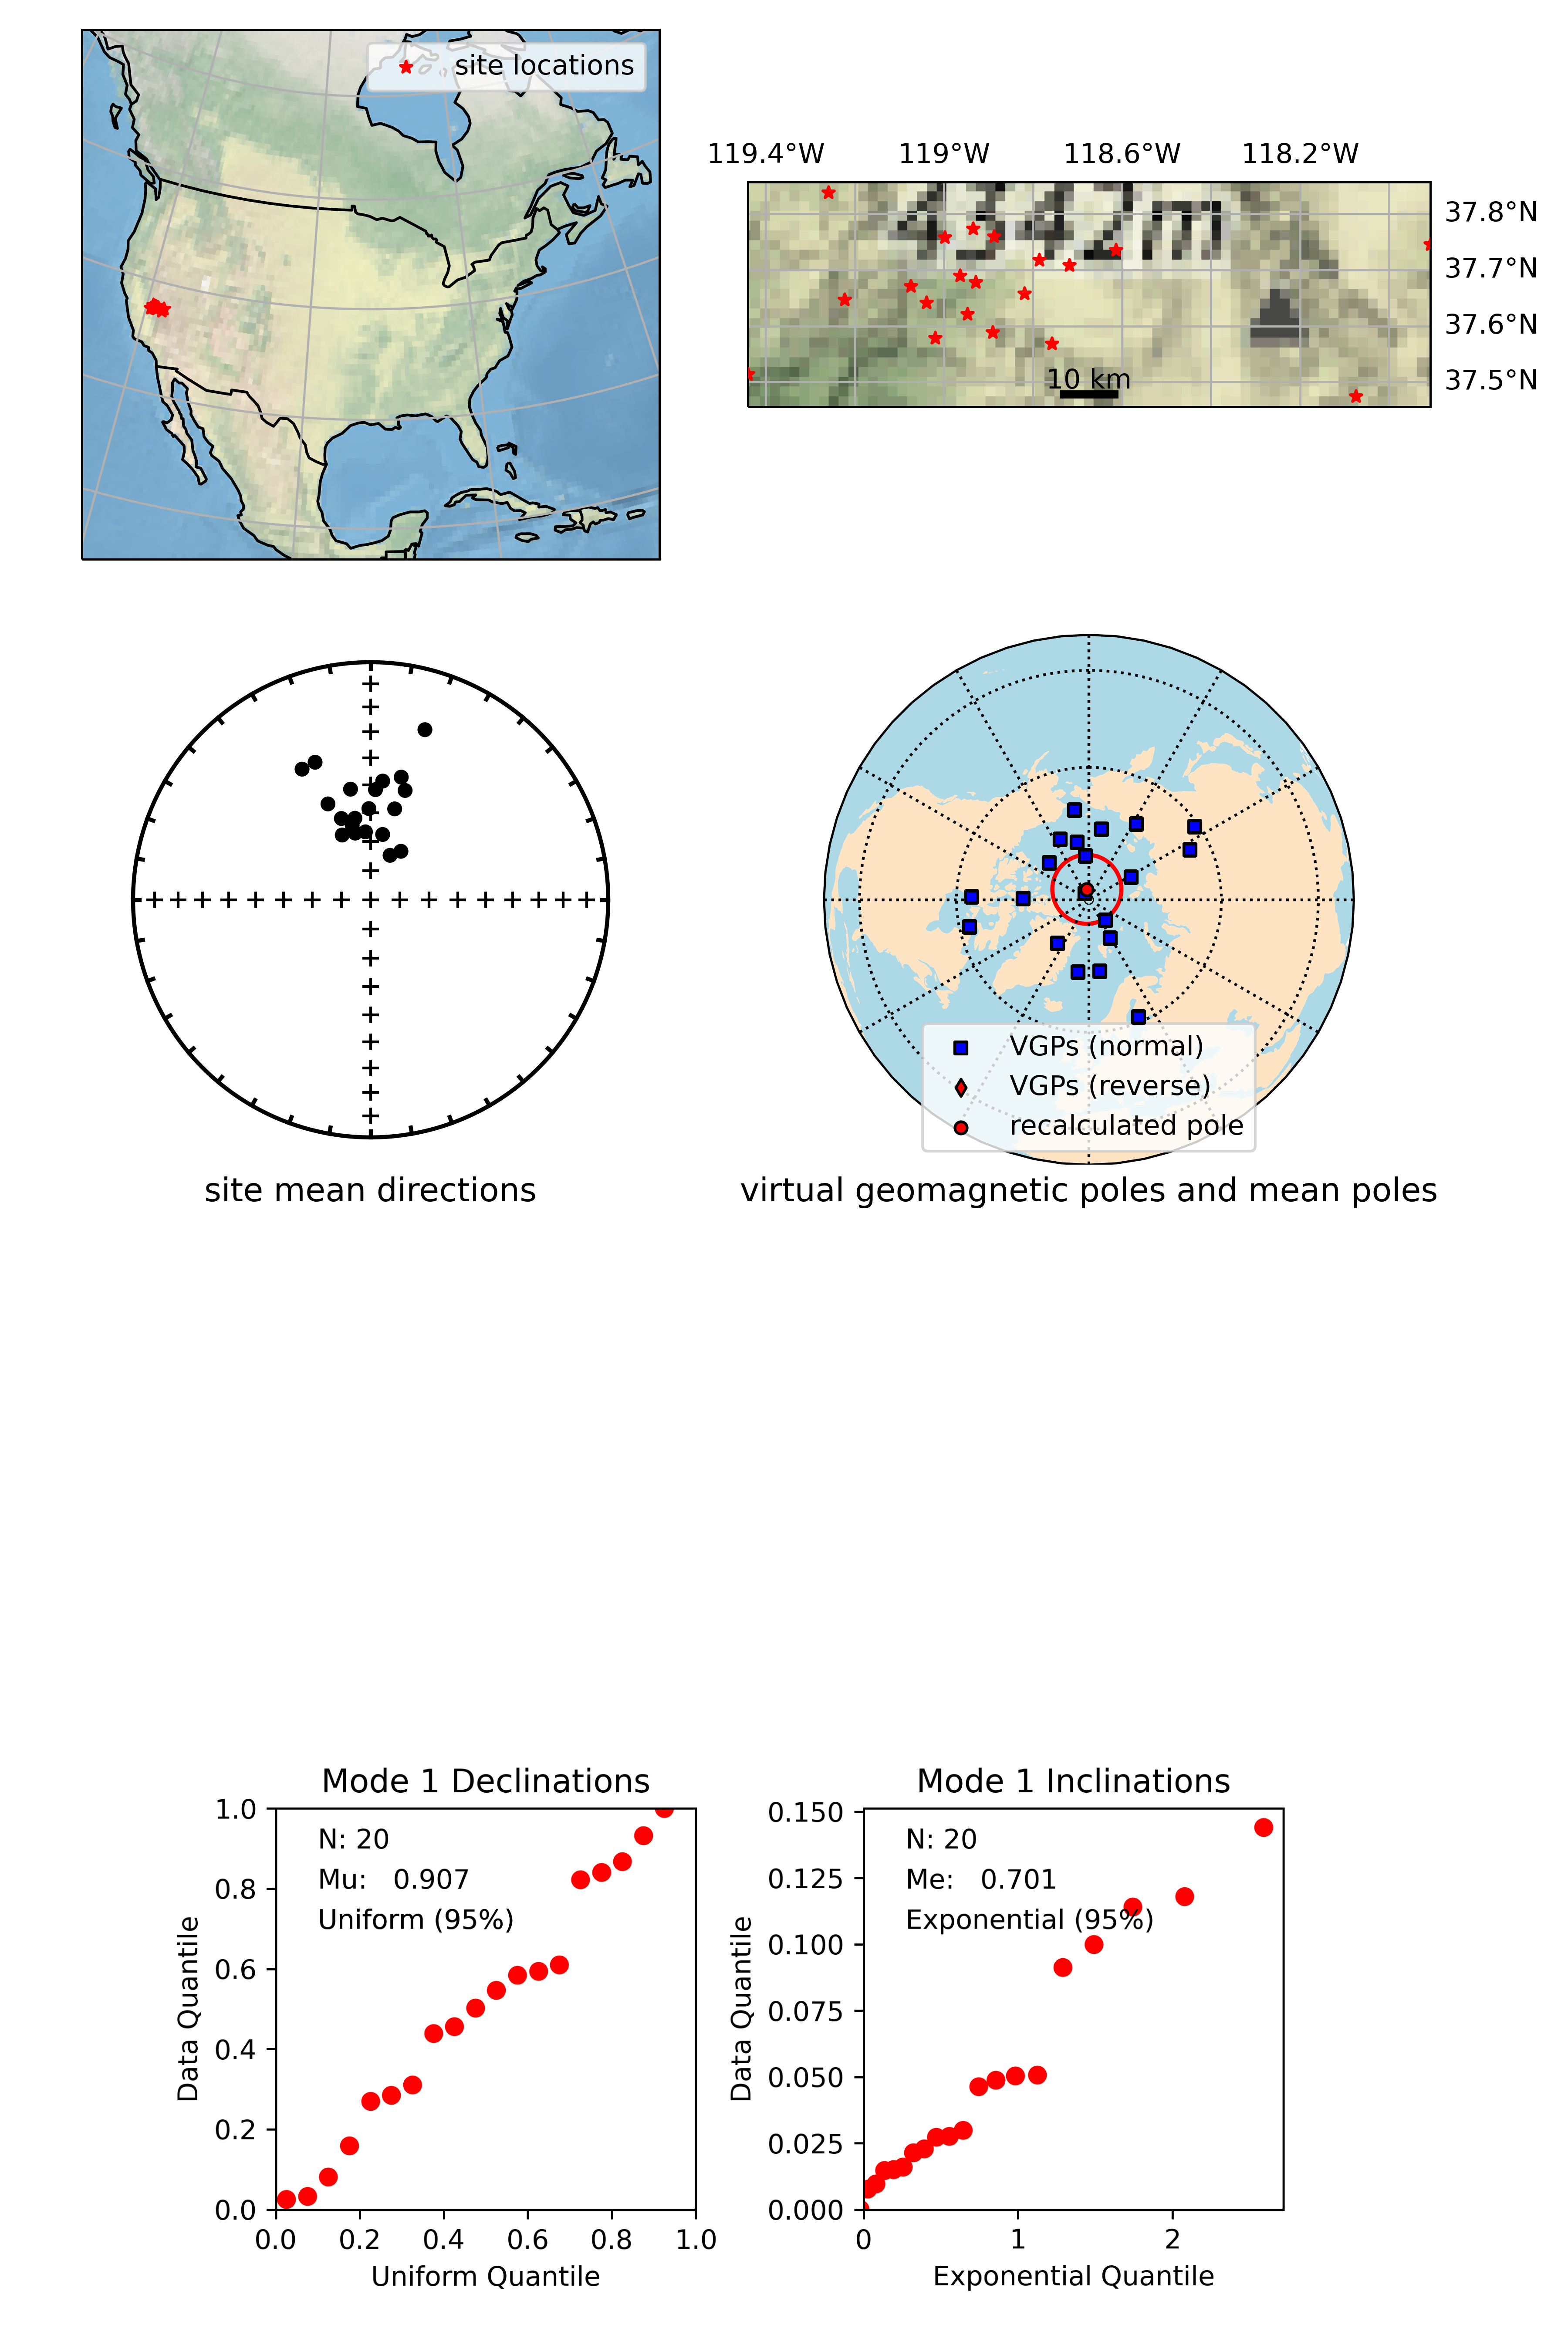 site locations
119.4°W 119°W 118.6°W 118.2°W
4342m
37.8°N
37.7°N
37.6°N
37.5°N
10 km
VGPs (normal)
VGPs (reverse)
recalculated pole
site mean directions
virtual geomagnetic poles and mean poles
Mode 1 Declinations
N: 20
Mu: 0.907
Uniform (95%)
Data Quantile
1.0
0.8
0.6
0.4
0.2
0.0
0.0 0.2 0.4 0.6 0.8 1.0
Uniform Quantile
Mode 1 Inclinations
N: 20
Me: 0.701
Exponential (95%)
Data Quantile
0.150
0.125
0.100
0.075
0.050
0.025
0.000
0 1 2
Exponential Quantile